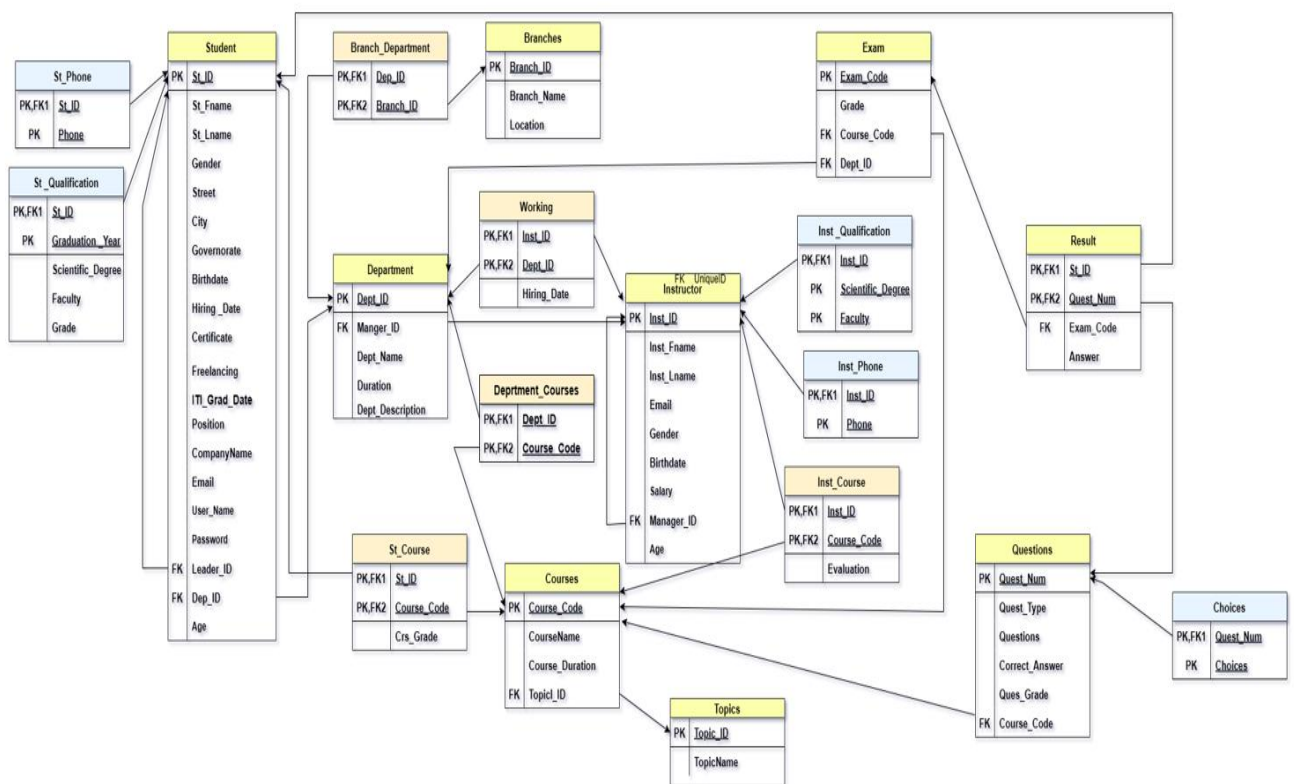 Student
PK St_ID
St_Fname
St_Lname
Gender
Street
City
Governorate
Birthdate
Hiring_Date
Certificate
Freelancing
ITI_Grad_Date
Position
CompanyName
Email
User_Name
Password
FK Leader_ID
FK Dep_ID
Age
St_Phone
PK,FK1 St_ID
PK Phone
St_Qualification
PK,FK1 St_ID
PK Graduation_Year
Scientific_Degree
Faculty
Grade
Branch_Department
PK,FK1 Dep_ID
PK,FK2 Branch_ID
Branches
PK Branch_ID
Branch_Name
Location
Exam
PK Exam_Code
Grade
FK Course_Code
FK Dept_ID
Working
PK,FK1 Inst_ID
PK,FK2 Dept_ID
Hiring_Date
Department
PK Dept_ID
FK Manger_ID
Dept_Name
Duration
Dept_Description
FK UniqueID
Instructor
PK Inst_ID
Inst_Fname
Inst_Lname
Email
Gender
Birthdate
Salary
FK Manager_ID
Age
Inst_Qualification
PK,FK1 Inst_ID
PK Scientific_Degree
PK Faculty
Inst_Phone
PK,FK1 Inst_ID
PK Phone
Result
PK,FK1 St_ID
PK,FK2 Quest_Num
FK Exam_Code
Answer
Deprtment_Courses
PK,FK1 Dept_ID
PK,FK2 Course_Code
Inst_Course
PK,FK1 Inst_ID
PK,FK2 Course_Code
Evaluation
St_Course
PK,FK1 St_ID
PK,FK2 Course_Code
Crs_Grade
Courses
PK Course_Code
CourseName
Course_Duration
FK Topicl_ID
Questions
PK Quest_Num
Quest_Type
Questions
Correct_Answer
Ques_Grade
FK Course_Code
Choices
PK,FK1 Quest_Num
PK Choices
Topics
PK Topic_ID
TopicName